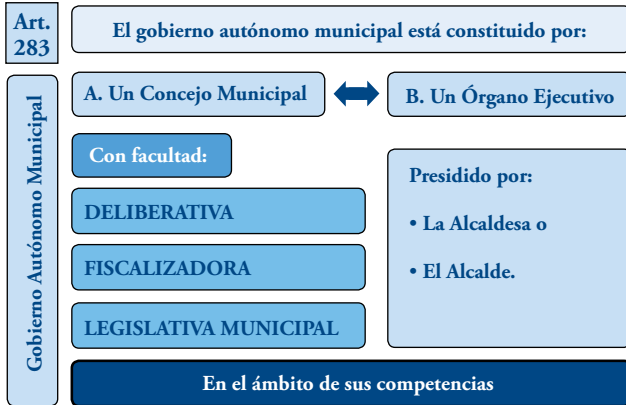 Art.
283
El gobierno autónomo municipal está constituido por:
Gobierno Autónomo Municipal
A. Un Concejo Municipal
B. Un Órgano Ejecutivo
Con facultad:
DELIBERATIVA
FISCALIZADORA
LEGISLATIVA MUNICIPAL
Presidido por:
• La Alcaldesa o
• El Alcalde.
En el ámbito de sus competencias